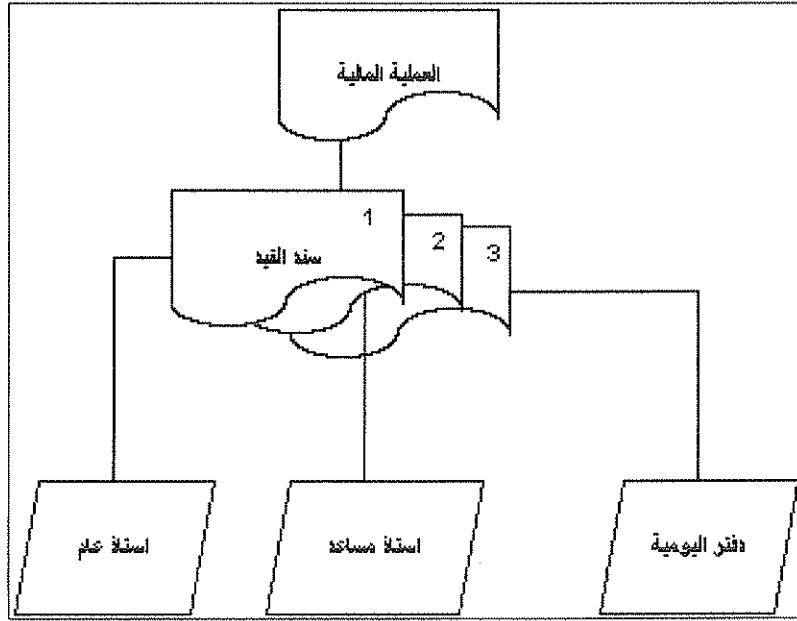 العملية المالية
1
2
3
سند القيد
استاذ عام
استاذ مساعد
دفتر اليومية